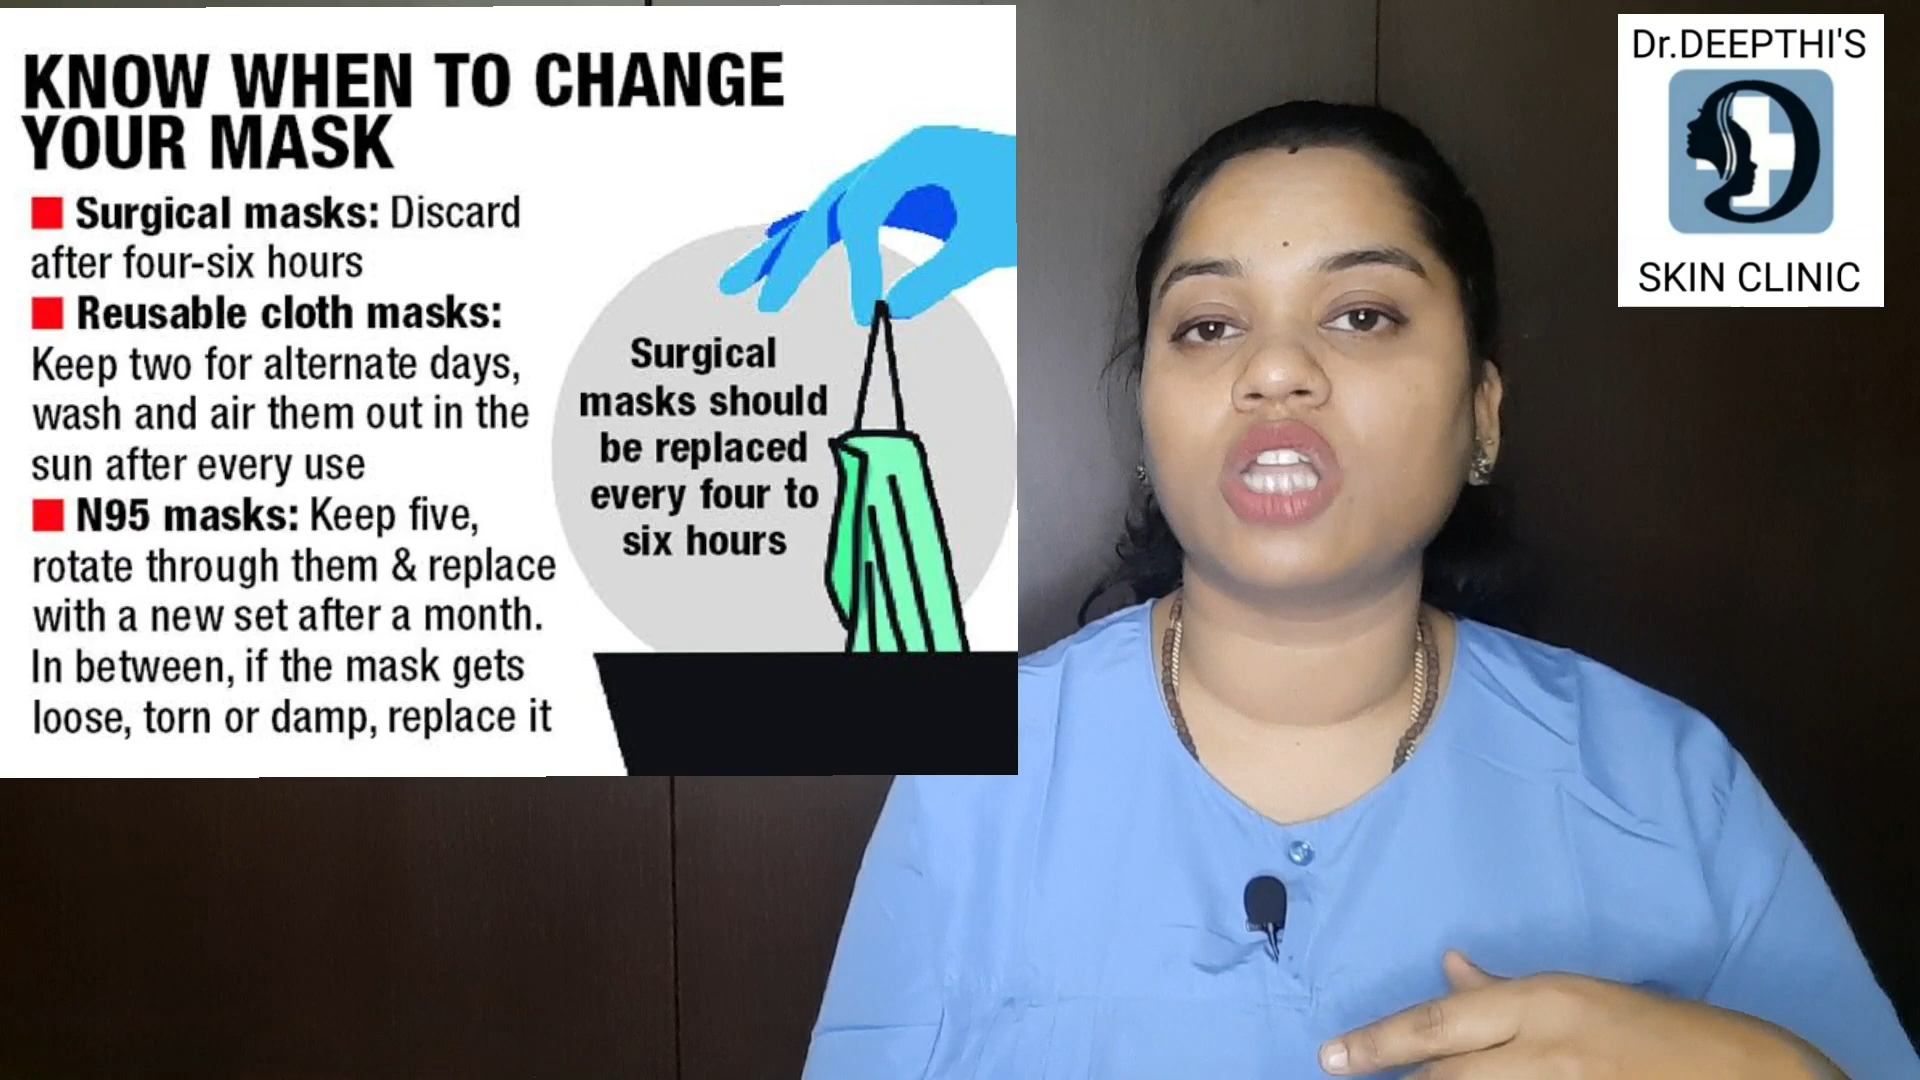 KNOW WHEN TO CHANGE
YOUR MASK
Surgical masks: Discard
after four-six hours
Reusable cloth masks:
Keep two for alternate days,
wash and air them out in the
sun after every use
N95 masks: Keep five,
rotate through them & replace
with a new set after a month.
In between, if the mask gets
loose, torn or damp, replace it
Surgical
masks should
be replaced
every four to
six hours
Dr.DEEPTHI'S
SKIN CLINIC